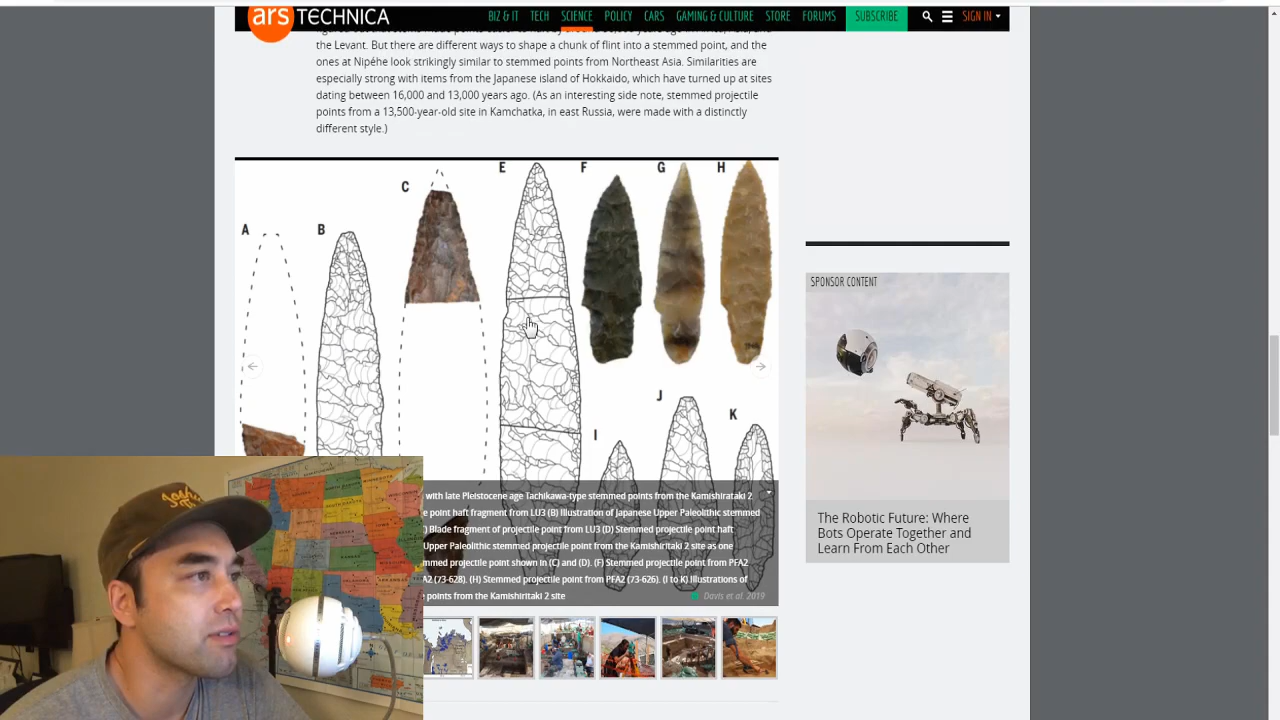 ars TECHNICA
BIZ & IT TECH SCIENCE POLICY CARS GAMING & CULTURE STORE FORUMS SUBSCRIBE SIGN IN
the Levant. But there are different ways to shape a chunk of flint into a stemmed point, and the
ones at Nipéhe look strikingly similar to stemmed points from Northeast Asia. Similarities are
especially strong with items from the Japanese island of Hokkaido, which have turned up at sites
dating between 16,000 and 13,000 years ago. (As an interesting side note, stemmed projectile
points from a 13,500-year-old site in Kamchatka, in east Russia, were made with a distinctly
different style.)
A
B
C
E
F
G
H
I
J
K
with late Pleistocene age Tachikawa-type stemmed points from the Kamishirataki 2
point haft fragment from LU3 (B) Illustration of Japanese Upper Paleolithic stemmed
Blade fragment of projectile point from LU3 (D) Stemmed projectile point haft
Upper Paleolithic stemmed projectile point from the Kamishiritaki 2 site as one
projectile point shown in (C) and (D). (F) Stemmed projectile point from PFA2
(73-628). (H) Stemmed projectile point from PFA2 (73-626). (I to K) Illustrations of
points from the Kamishiritaki 2 site
Davis et al. 2019
SPONSOR CONTENT
The Robotic Future: Where
Bots Operate Together and
Learn From Each Other